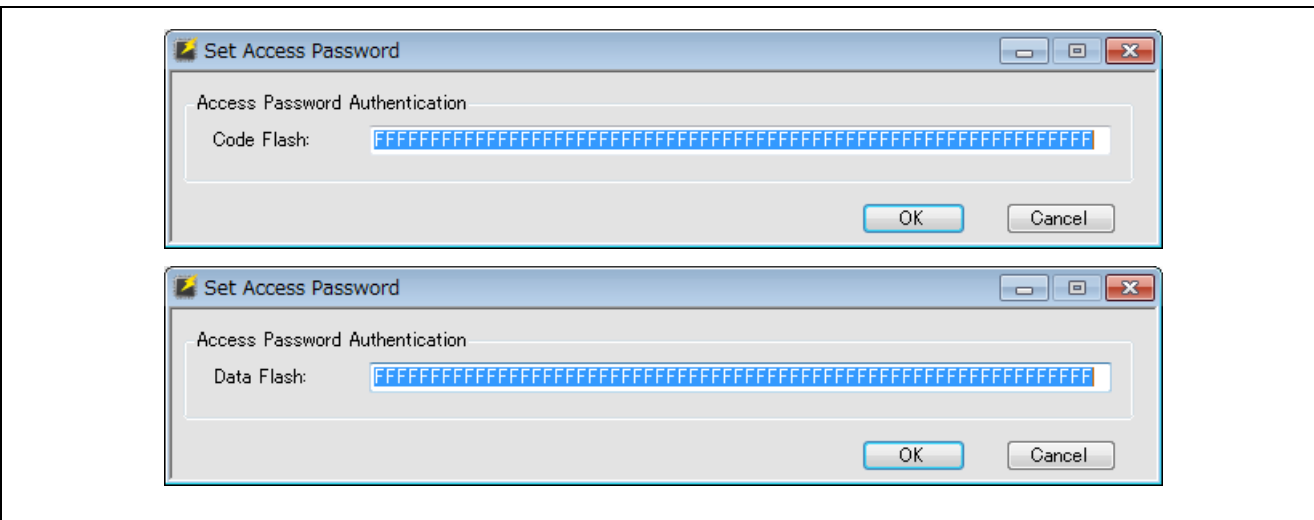 Set Access Password
Access Password Authentication
Code Flash: FFFFFFFFFFFFFFFFFFFFFFFFFFFFFFFFFFFFFFFFFFFFFFFFFFFFFFFFFFFFFFFF
OK Cancel
Set Access Password
Access Password Authentication
Data Flash: FFFFFFFFFFFFFFFFFFFFFFFFFFFFFFFFFFFFFFFFFFFFFFFFFFFFFFFFFFFFFFFF
OK Cancel